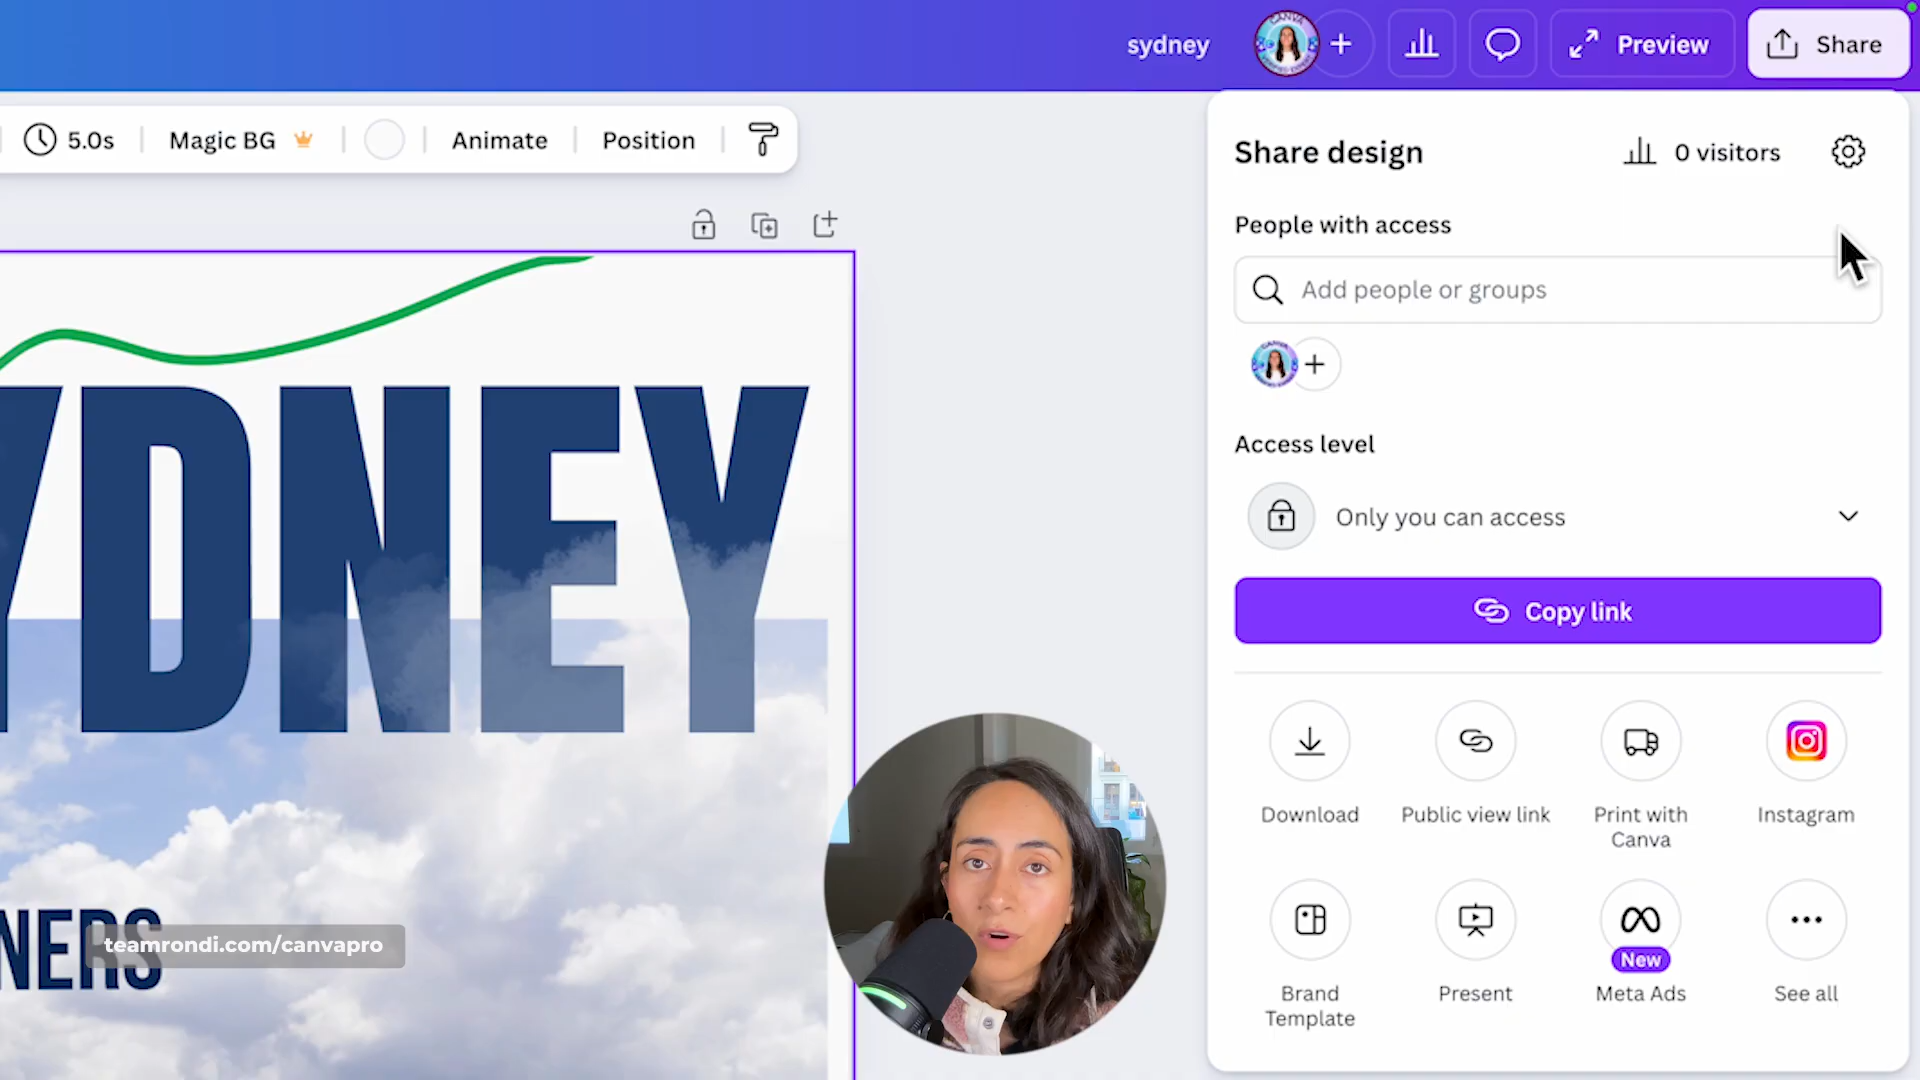 sydney
Preview
Share
5.0s
Magic BG
Animate
Position
Share design
0 visitors
People with access
Add people or groups
Access level
Only you can access
Copy link
Download
Public view link
Print with
Canva
Instagram
Brand
Template
Present
New
Meta Ads
See all
YDNEY
NERS
teamrondi.com/canvapro